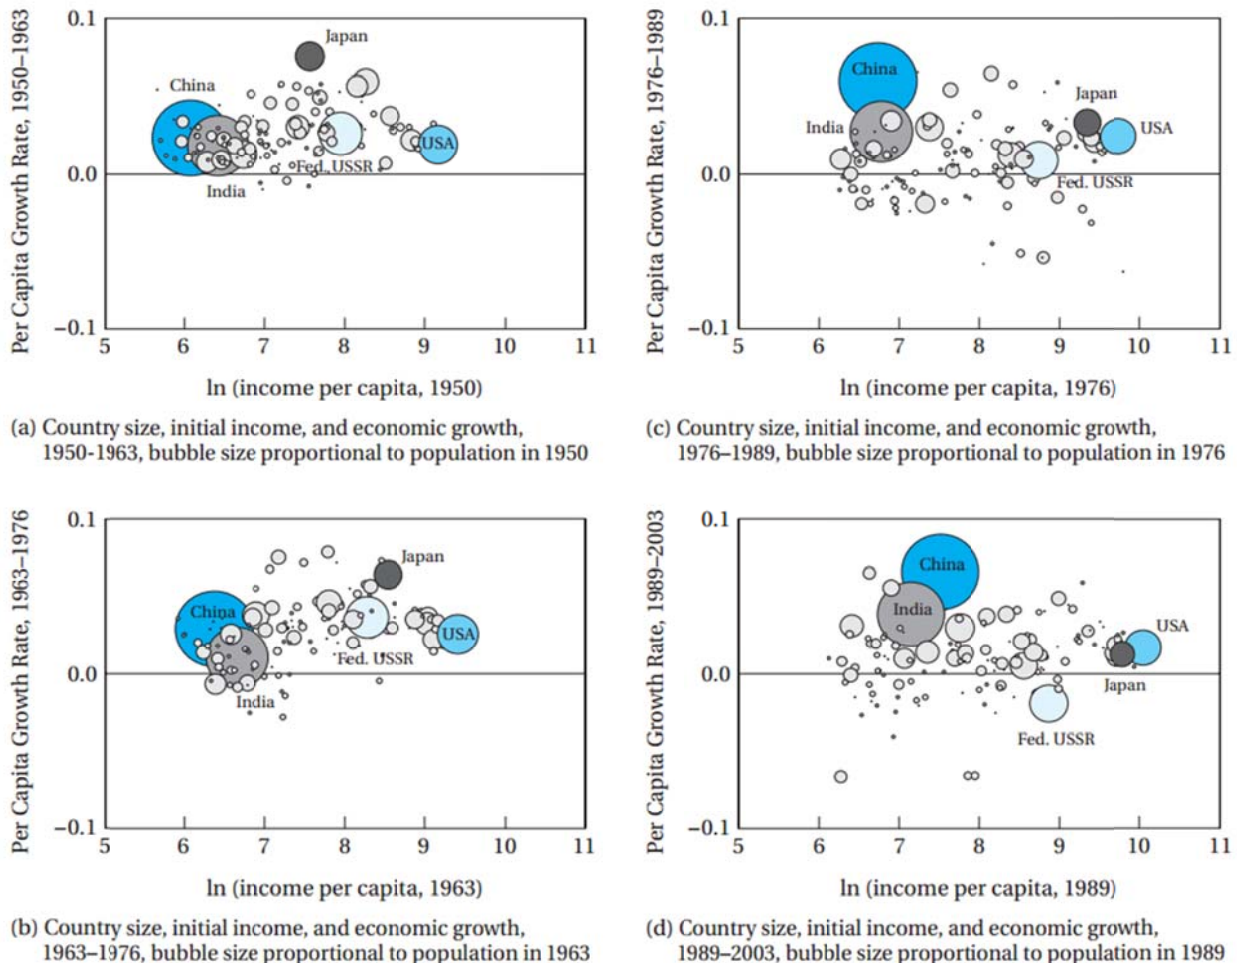 Per Capita Growth Rate, 1950–1963
0.1
0.0
−0.1
Japan
China
USA
Fed. USSR
India
5 6 7 8 9 10 11
ln (income per capita, 1950)
(a) Country size, initial income, and economic growth,
1950-1963, bubble size proportional to population in 1950
Per Capita Growth Rate, 1976–1989
0.1
0.0
−0.1
China
Japan
India
USA
Fed. USSR
5 6 7 8 9 10 11
ln (income per capita, 1976)
(c) Country size, initial income, and economic growth,
1976–1989, bubble size proportional to population in 1976
Per Capita Growth Rate, 1963–1976
0.1
0.0
−0.1
Japan
China
USA
Fed. USSR
India
5 6 7 8 9 10 11
ln (income per capita, 1963)
(b) Country size, initial income, and economic growth,
1963–1976, bubble size proportional to population in 1963
Per Capita Growth Rate, 1989–2003
0.1
0.0
−0.1
China
India
USA
Japan
Fed. USSR
5 6 7 8 9 10 11
ln (income per capita, 1989)
(d) Country size, initial income, and economic growth,
1989–2003, bubble size proportional to population in 1989